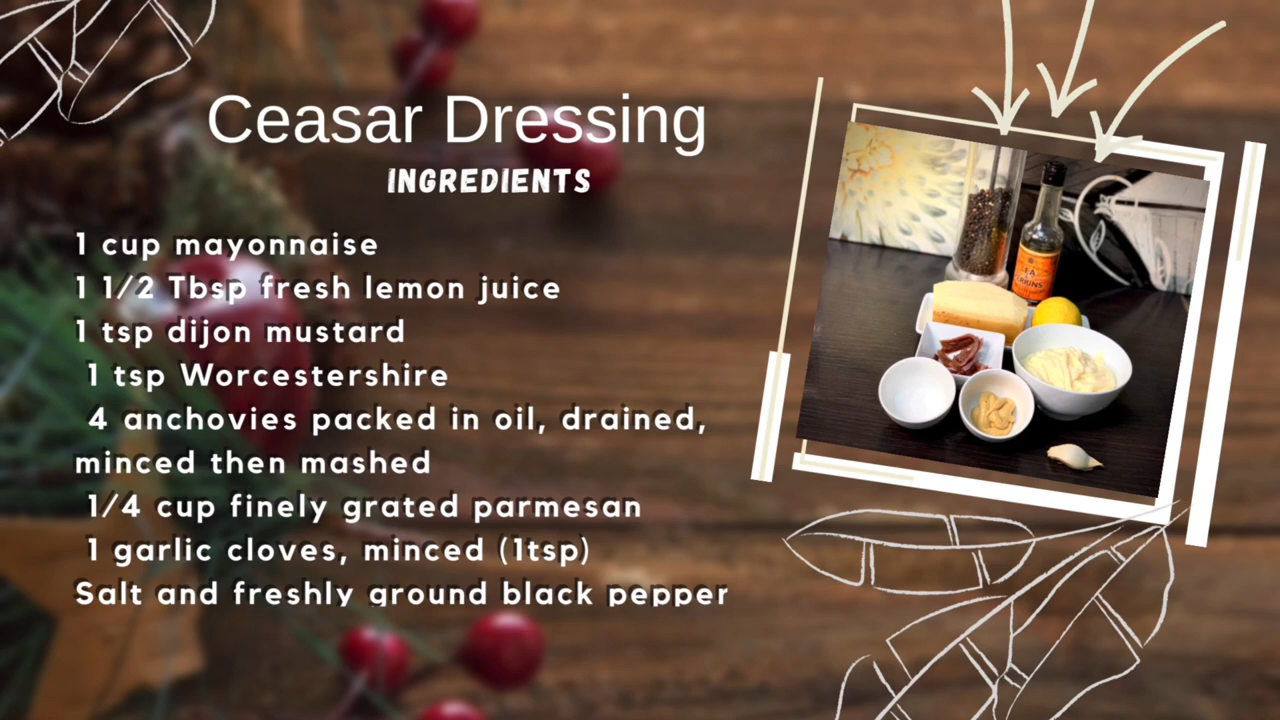 Ceasar Dressing
INGREDIENTS
1 cup mayonnaise
1 1/2 Tbsp fresh lemon juice
1 tsp dijon mustard
1 tsp Worcestershire
4 anchovies packed in oil, drained,
minced then mashed
1/4 cup finely grated parmesan
1 garlic cloves, minced (1tsp)
Salt and freshly ground black pepper
LEA
PERRINS